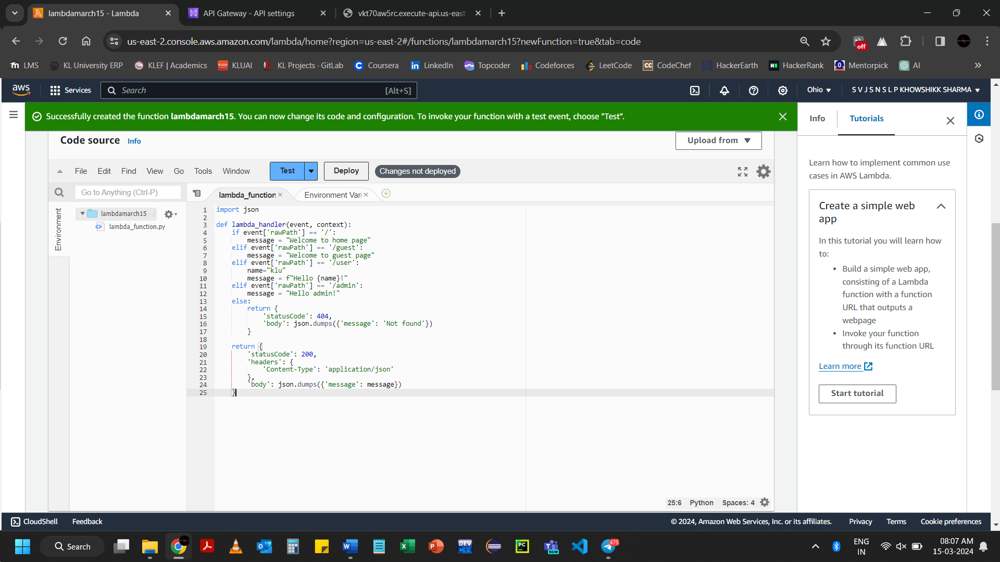 lambdamarch15 - Lambda
API Gateway - API settings
vkt70aw5rc.execute-api.us-east
us-east-2.console.aws.amazon.com/lambda/home?region=us-east-2#/functions/lambdamarch15?newFunction=true&tab=code
off
LMS
KL University ERP
KLEF | Academics
KLUAI
KL Projects · GitLab
Coursera
LinkedIn
Topcoder
Codeforces
LeetCode
CodeChef
HackerEarth
HackerRank
Mentorpick
AI
aws
Services
Search
[Alt+S]
Ohio
S V J S N S L P KHOWSHIKK SHARMA
Successfully created the function lambdamarch15. You can now change its code and configuration. To invoke your function with a test event, choose "Test".
Code source
Info
Upload from
File
Edit
Find
View
Go
Tools
Window
Test
Deploy
Changes not deployed
Go to Anything (Ctrl-P)
lambda_function
Environment Vari
Environment
lambdamarch15 - /
lambda_function.py
1 import json
2
3 def lambda_handler(event, context):
4     if event['rawPath'] == '/':
5         message = "Welcome to home page"
6     elif event['rawPath'] == '/guest':
7         message = "Welcome to guest page"
8     elif event['rawPath'] == '/user':
9         name="klu"
10         message = f"Hello {name}!"
11     elif event['rawPath'] == '/admin':
12         message = "Hello admin!"
13     else:
14         return {
15             'statusCode': 404,
16             'body': json.dumps({'message': 'Not found'})
17         }
18
19     return {
20         'statusCode': 200,
21         'headers': {
22             'Content-Type': 'application/json'
23         },
24         'body': json.dumps({'message': message})
25     }
25:6
Python
Spaces: 4
Info
Tutorials
Learn how to implement common use
cases in AWS Lambda.
Create a simple web
app
In this tutorial you will learn how
to:
• Build a simple web app,
consisting of a Lambda
function with a function
URL that outputs a
webpage
• Invoke your function
through its function URL
Learn more
Start tutorial
CloudShell
Feedback
© 2024, Amazon Web Services, Inc. or its affiliates.
Privacy
Terms
Cookie preferences
Search
475
ENG
IN
08:07 AM
15-03-2024